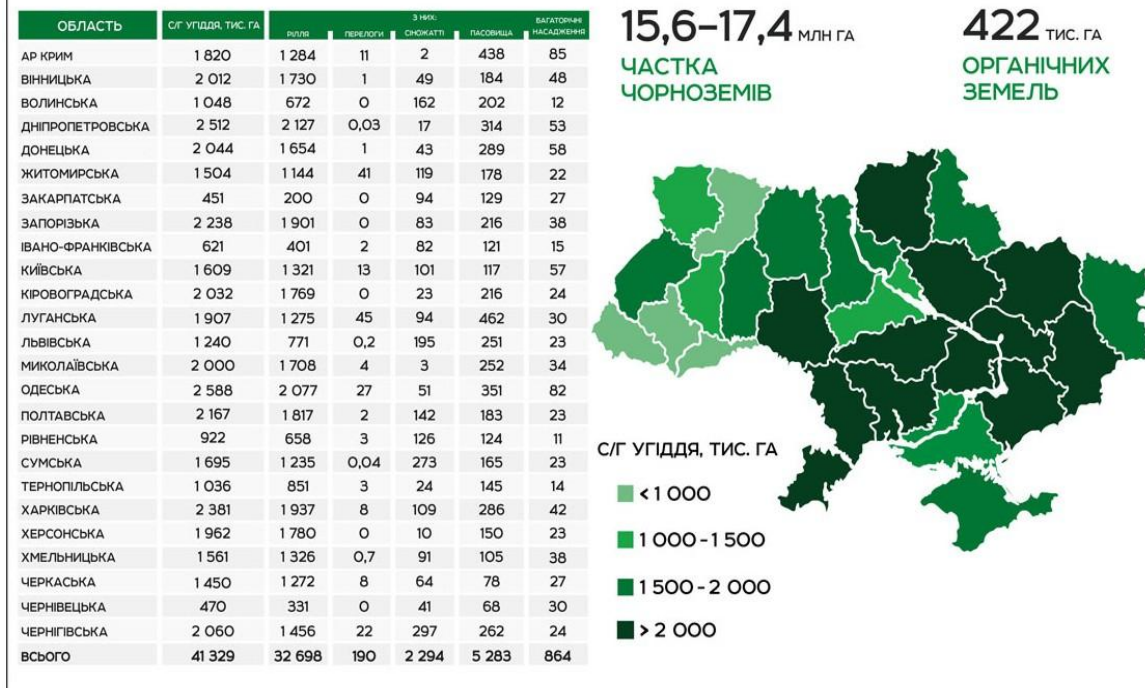 ОБЛАСТЬ С/Г УГІДДЯ, ТИС. ГА З НИХ:
РІЛЛЯ ПЕРЕЛОГИ СІНОЖАТТІ ПАСОВИЩА БАГАТОРІЧНІ НАСАДЖЕННЯ
АР КРИМ 1 820 1 284 11 2 438 85
ВІННИЦЬКА 2 012 1 730 1 49 184 48
ВОЛИНСЬКА 1 048 672 0 162 202 12
ДНІПРОПЕТРОВСЬКА 2 512 2 127 0,03 17 314 53
ДОНЕЦЬКА 2 044 1 654 1 43 289 58
ЖИТОМИРСЬКА 1 504 1 144 41 119 178 22
ЗАКАРПАТСЬКА 451 200 0 94 129 27
ЗАПОРІЗЬКА 2 238 1 901 0 83 216 38
ІВАНО-ФРАНКІВСЬКА 621 401 2 82 121 15
КИЇВСЬКА 1 609 1 321 13 101 117 57
КІРОВОГРАДСЬКА 2 032 1 769 0 23 216 24
ЛУГАНСЬКА 1 907 1 275 45 94 462 30
ЛЬВІВСЬКА 1 240 771 0,2 195 251 23
МИКОЛАЇВСЬКА 2 000 1 708 4 3 252 34
ОДЕСЬКА 2 588 2 077 27 51 351 82
ПОЛТАВСЬКА 2 167 1 817 2 142 183 23
РІВНЕНСЬКА 922 658 3 126 124 11
СУМСЬКА 1 695 1 235 0,04 273 165 23
ТЕРНОПІЛЬСЬКА 1 036 851 3 24 145 14
ХАРКІВСЬКА 2 381 1 937 8 109 286 42
ХЕРСОНСЬКА 1 962 1 780 0 10 150 23
ХМЕЛЬНИЦЬКА 1 561 1 326 0,7 91 105 38
ЧЕРКАСЬКА 1 450 1 272 8 64 78 27
ЧЕРНІВЕЦЬКА 470 331 0 41 68 30
ЧЕРНІГІВСЬКА 2 060 1 456 22 297 262 24
ВСЬОГО 41 329 32 698 190 2 294 5 283 864
15,6–17,4 МЛН ГА
ЧАСТКА
ЧОРНОЗЕМІВ
422 ТИС. ГА
ОРГАНІЧНИХ
ЗЕМЕЛЬ
С/Г УГІДДЯ, ТИС. ГА
< 1 000
1 000 - 1 500
1 500 - 2 000
> 2 000